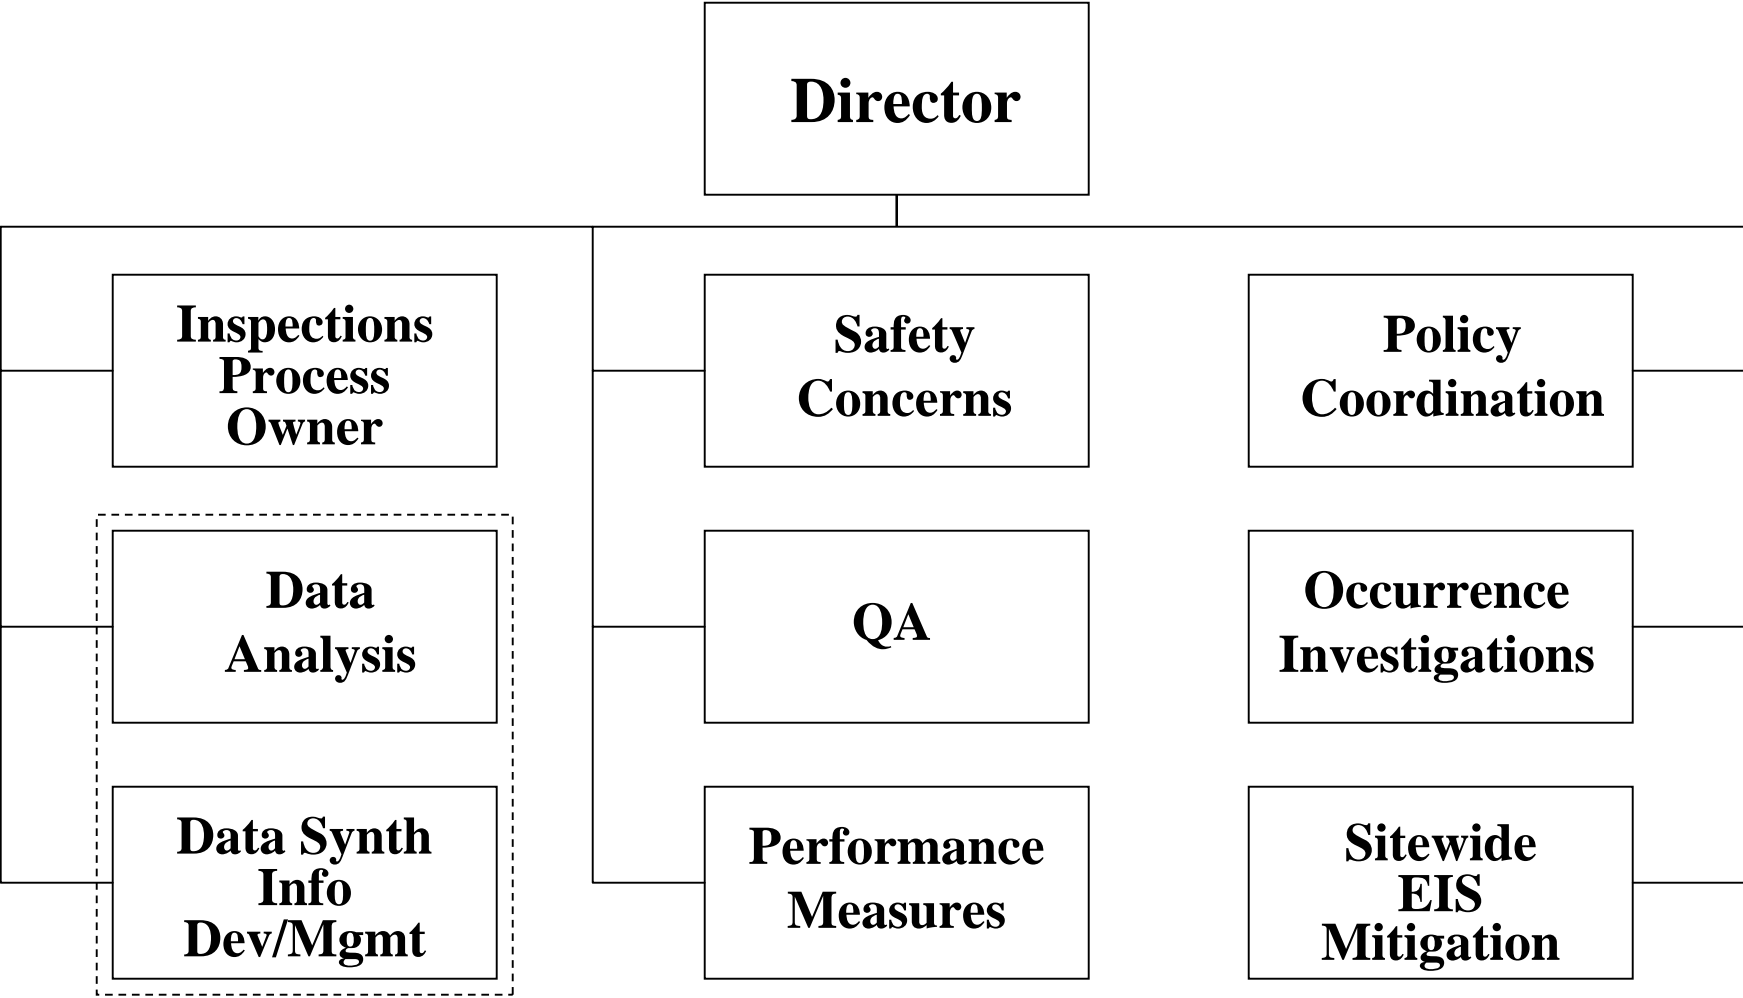 Director
Inspections
Process
Owner
Safety
Concerns
Policy
Coordination
Data
Analysis
QA
Occurrence
Investigations
Data Synth
Info
Dev/Mgmt
Performance
Measures
Sitewide
EIS
Mitigation